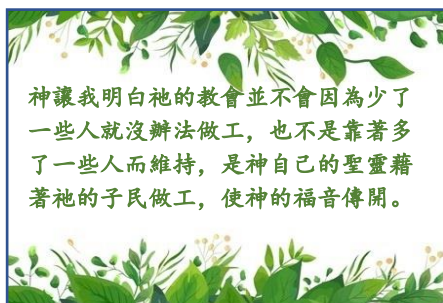 神讓我明白祂的教會並不會因為少了
一些人就沒辦法做工，也不是靠著多
了一些人而維持，是神自己的聖靈藉
著祂的子民做工，使神的福音傳開。